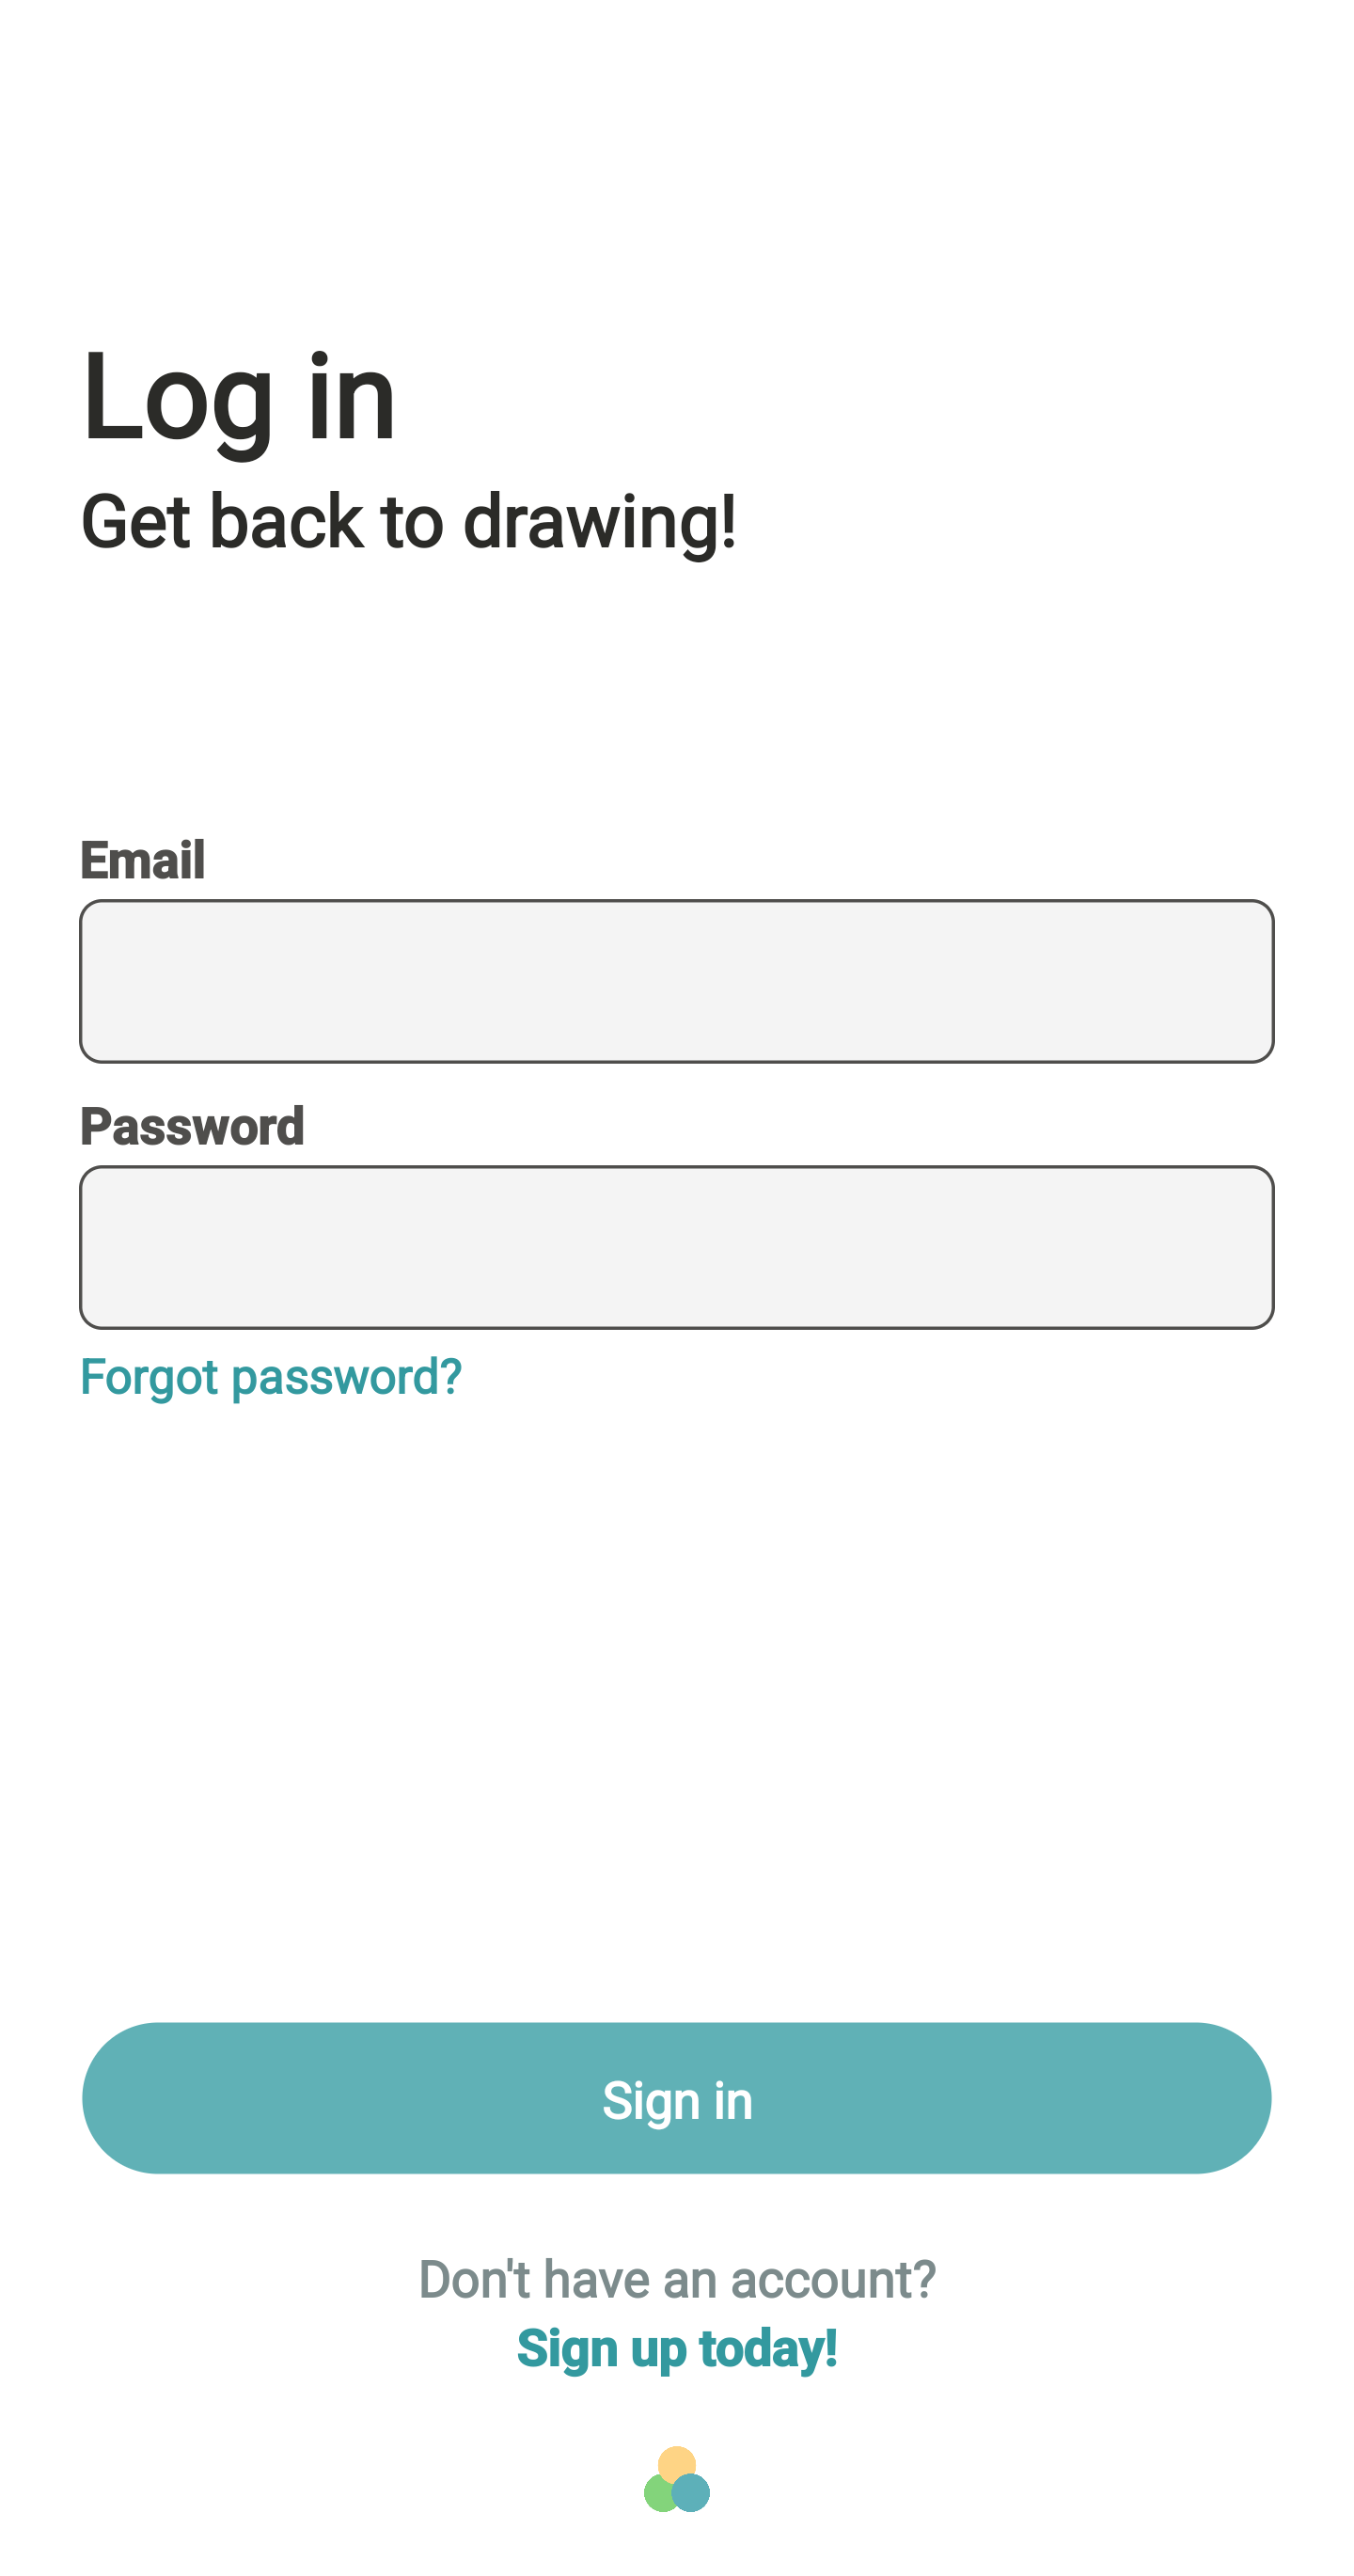 Log in
Get back to drawing!
Email
Password
Forgot password?
Sign in
Don't have an account?
Sign up today!